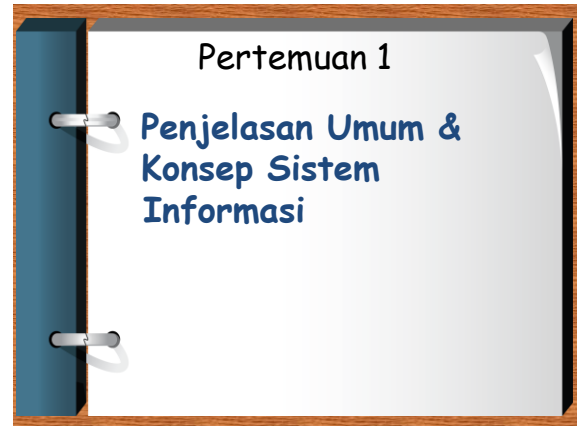 Pertemuan 1
Penjelasan Umum &
Konsep Sistem
Informasi